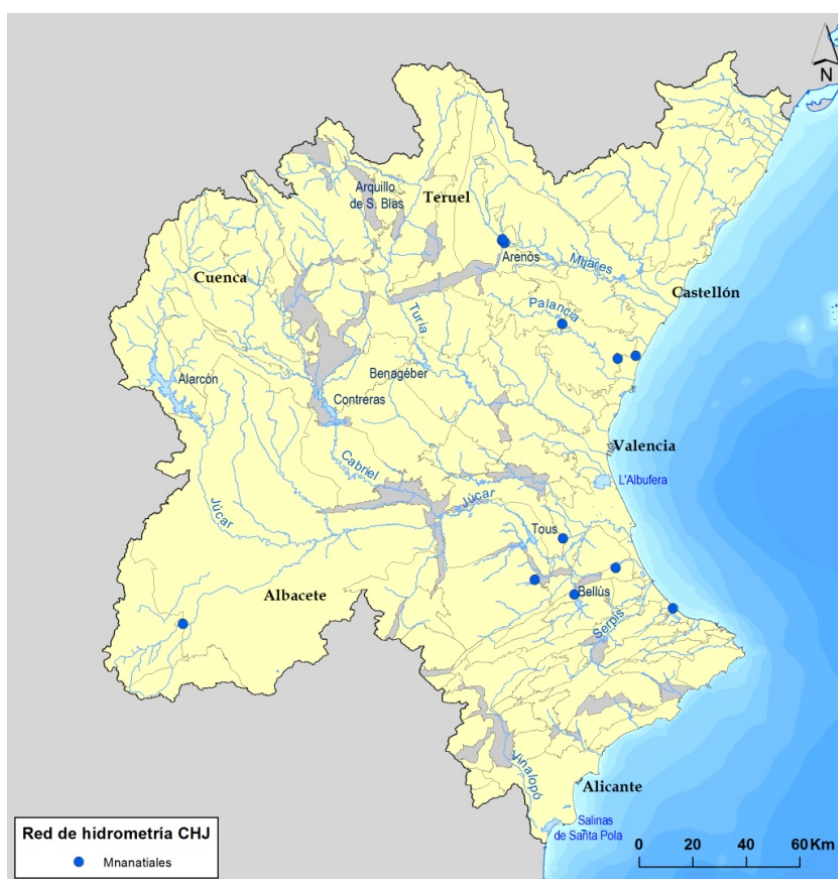 N
Arquillo
de S. Blas
Teruel
Arenós
Mijares
Cuenca
Castellón
Palancia
Turia
Alarcón
Benagéber
Contreras
Valencia
Cabriel
L'Albufera
Júcar
Júcar
Tous
Albacete
Bellús
Serpis
Vinalopó
Alicante
Salinas
de Santa Pola
Red de hidrometría CHJ
Mnanatiales
0 20 40 60 Km